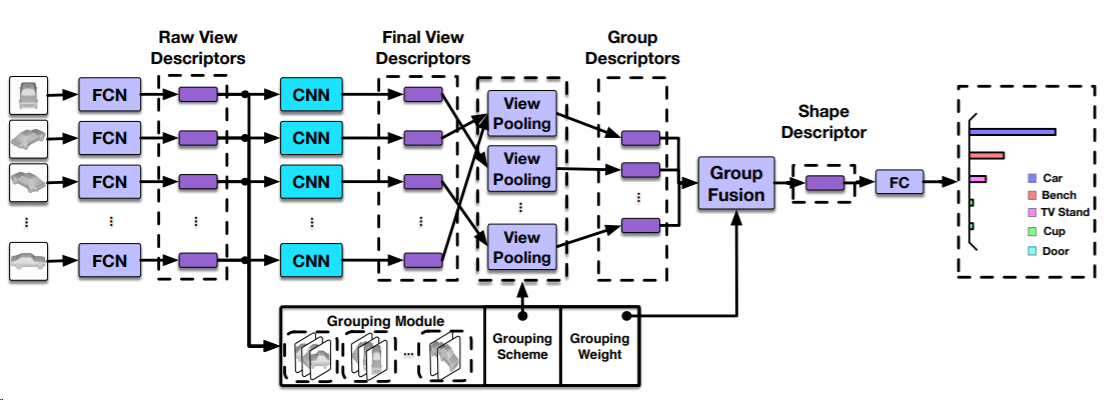 Raw View
Descriptors
Final View
Descriptors
Group
Descriptors
Shape
Descriptor
FCN
CNN
View
Pooling
FCN
CNN
FCN
CNN
View
Pooling
...
...
...
...
...
...
FCN
CNN
View
Pooling
Group
Fusion
FC
Car
Bench
TV Stand
Cup
Door
Grouping Module
...
Grouping
Scheme
Grouping
Weight